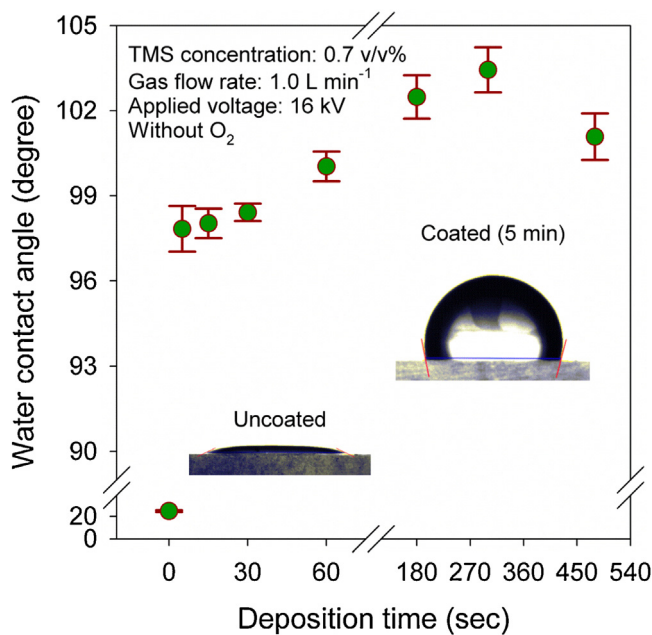 105
102
99
96
93
90
20
0
Water contact angle (degree)
TMS concentration: 0.7 v/v%
Gas flow rate: 1.0 L min⁻¹
Applied voltage: 16 kV
Without O₂
Coated (5 min)
Uncoated
0 30 60 180 270 360 450 540
Deposition time (sec)